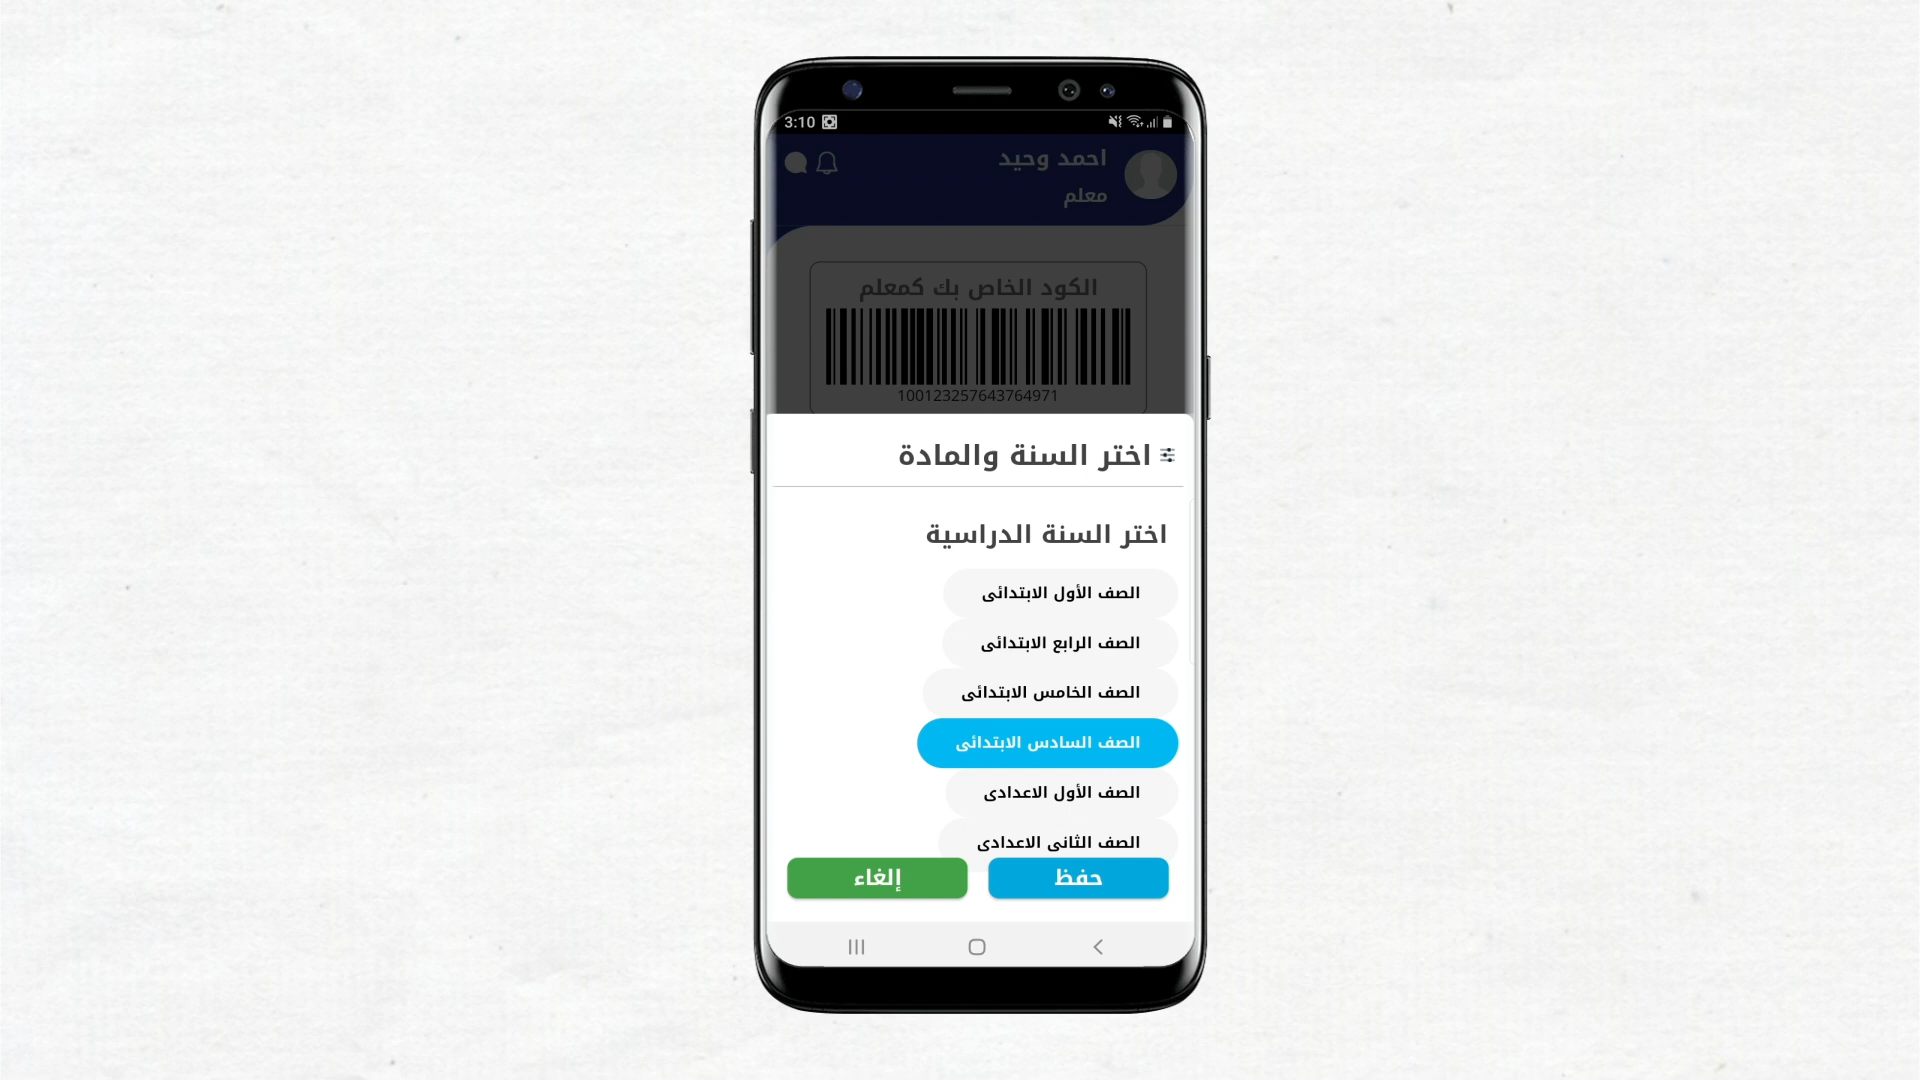 3:10
احمد وحيد
معلم
الكود الخاص بك كمعلم
100123257643764971
اختر السنة والمادة
اختر السنة الدراسية
الصف الأول الابتدائى
الصف الرابع الابتدائى
الصف الخامس الابتدائى
الصف السادس الابتدائى
الصف الأول الاعدادى
الصف الثانى الاعدادى
حفظ
إلغاء